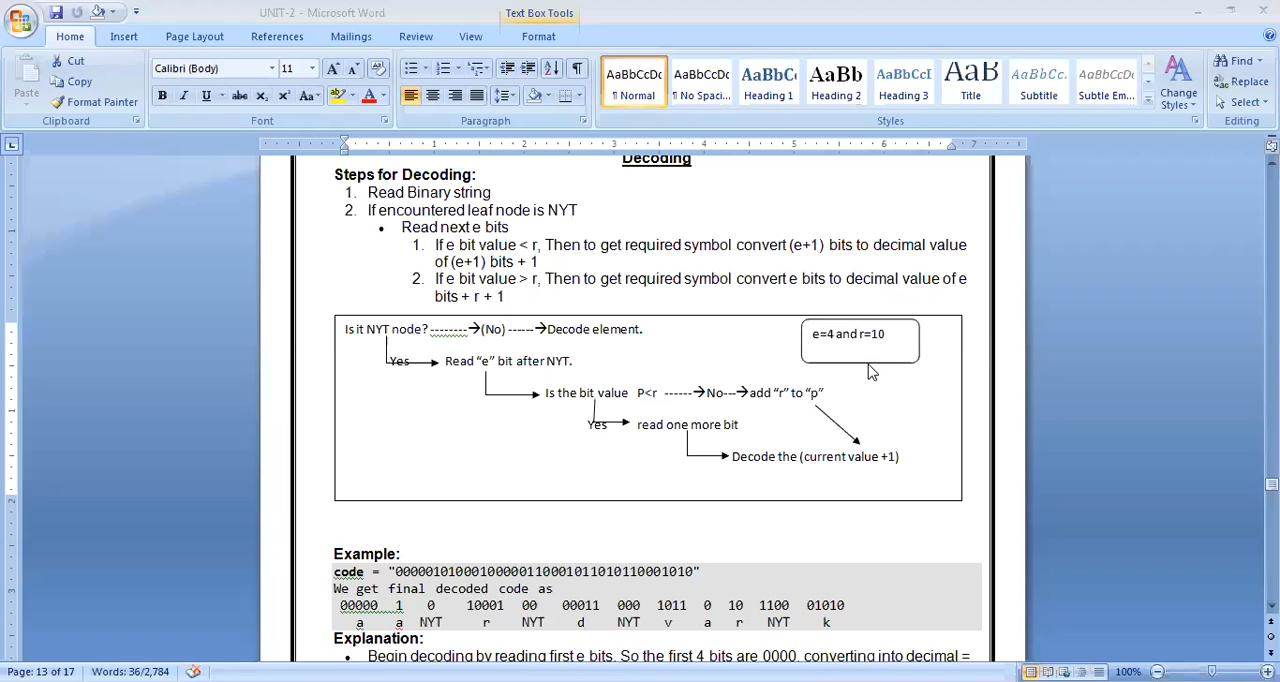 UNIT-2 - Microsoft Word
Text Box Tools
Home Insert Page Layout References Mailings Review View Format
Paste
Cut
Copy
Format Painter
Clipboard
Calibri (Body) 11
Font
Paragraph
AaBbCcDc AaBbCcDc AaBbC AaBb AaBbCcI AaB AaBbCc. AaBbCcDc
¶ Normal ¶ No Spaci... Heading 1 Heading 2 Heading 3 Title Subtitle Subtle Em...
Change Styles
Styles
Find
Replace
Select
Editing
1 2 3 4 5 6 7
Decoding
Steps for Decoding:
1. Read Binary string
2. If encountered leaf node is NYT
• Read next e bits
1. If e bit value < r, Then to get required symbol convert (e+1) bits to decimal value
of (e+1) bits + 1
2. If e bit value > r, Then to get required symbol convert e bits to decimal value of e
bits + r + 1
Is it NYT node? --------→(No) ------→Decode element.
e=4 and r=10
Yes Read “e” bit after NYT.
Is the bit value P<r ------→No---→add “r” to “p”
Yes read one more bit
Decode the (current value +1)
Example:
code = "00000101000100000110001011010110001010"
We get final decoded code as
00000 1 0 10001 00 00011 000 1011 0 10 1100 01010
a a NYT r NYT d NYT v a r NYT k
Explanation:
• Begin decoding by reading first e bits. So the first 4 bits are 0000, converting into decimal =
Page: 13 of 17 Words: 36/2,784 100%